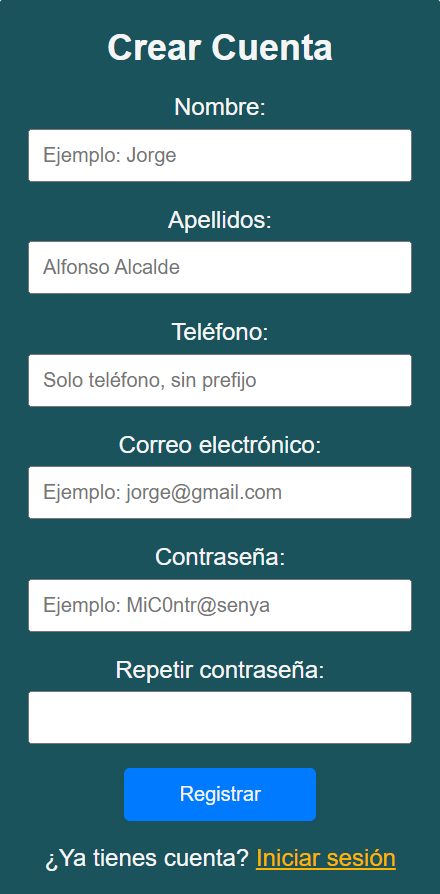 Crear Cuenta
Nombre:
Ejemplo: Jorge
Apellidos:
Alfonso Alcalde
Teléfono:
Solo teléfono, sin prefijo
Correo electrónico:
Ejemplo: jorge@gmail.com
Contraseña:
Ejemplo: MiC0ntr@senya
Repetir contraseña:
Registrar
¿Ya tienes cuenta? Iniciar sesión